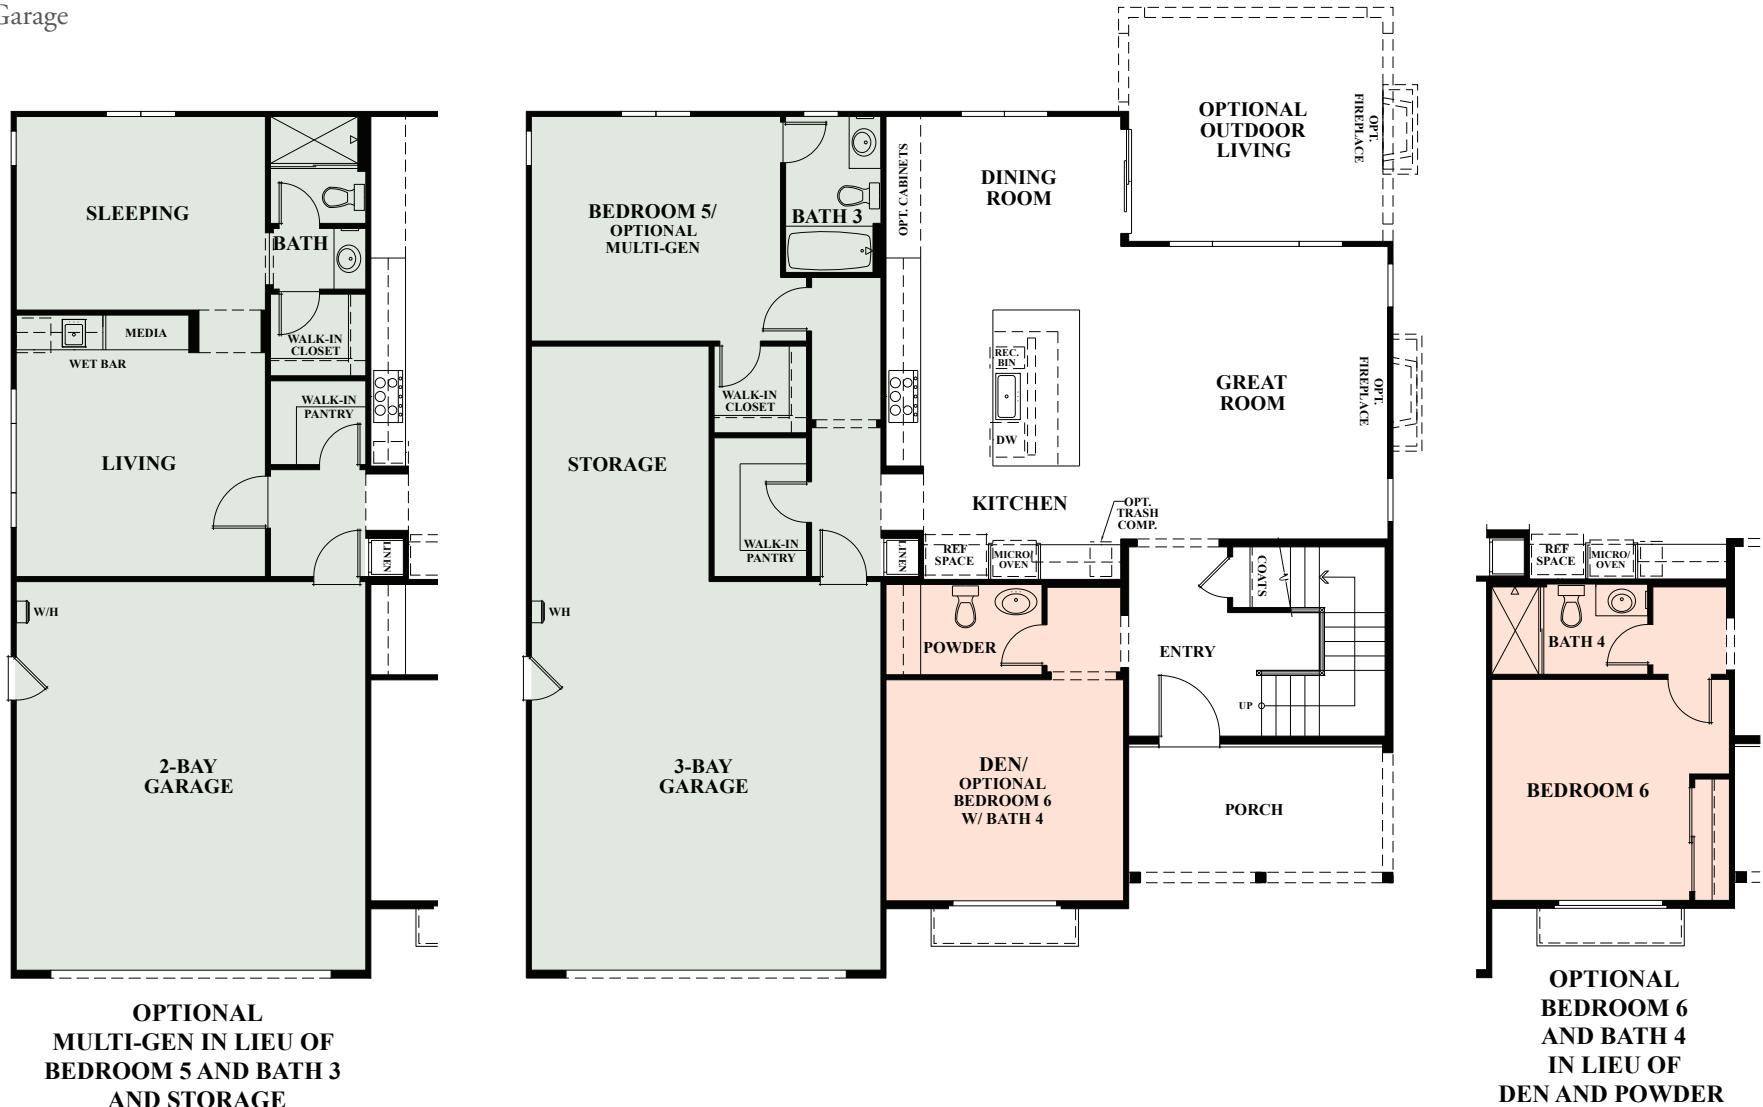 Garage
SLEEPING
BATH
MEDIA
WET BAR
WALK-IN
CLOSET
WALK-IN
PANTRY
LIVING
LINEN
W/H
2-BAY
GARAGE
OPTIONAL
MULTI-GEN IN LIEU OF
BEDROOM 5 AND BATH 3
AND STORAGE
BEDROOM 5/
OPTIONAL
MULTI-GEN
BATH 3
OPT. CABINETS
DINING
ROOM
OPTIONAL
OUTDOOR
LIVING
OPT.
FIREPLACE
WALK-IN
CLOSET
REC.
BIN
DW
GREAT
ROOM
OPT.
FIREPLACE
STORAGE
KITCHEN
OPT.
TRASH
COMP.
WALK-IN
PANTRY
LINEN
REF
SPACE
MICRO/
OVEN
COATS
WH
POWDER
ENTRY
UP
3-BAY
GARAGE
DEN/
OPTIONAL
BEDROOM 6
W/ BATH 4
PORCH
REF
SPACE
MICRO/
OVEN
BATH 4
BEDROOM 6
OPTIONAL
BEDROOM 6
AND BATH 4
IN LIEU OF
DEN AND POWDER